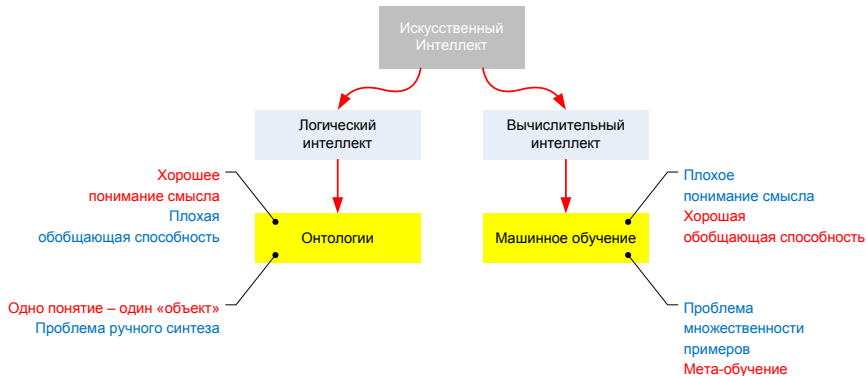 Искусственный
Интеллект
Логический
интеллект
Вычислительный
интеллект
Хорошее
понимание смысла
Плохая
обобщающая способность
Онтологии
Машинное обучение
Плохое
понимание смысла
Хорошая
обобщающая способность
Одно понятие – один «объект»
Проблема ручного синтеза
Проблема
множественности
примеров
Мета-обучение